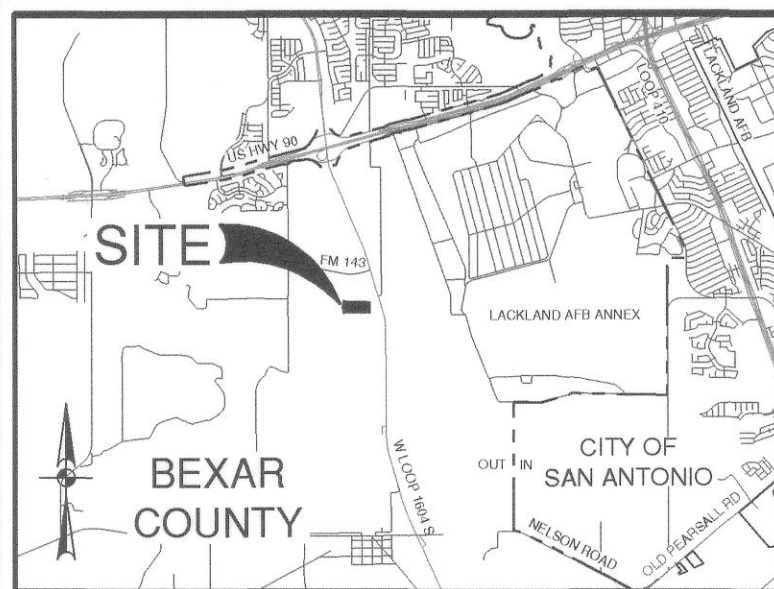 US HWY 90
LOOP 410
LACKLAND AFB
SITE
FM 143
LACKLAND AFB ANNEX
BEXAR
COUNTY
W LOOP 1604 S
OUT
IN
CITY OF
SAN ANTONIO
NELSON ROAD
OLD PEARSALL RD